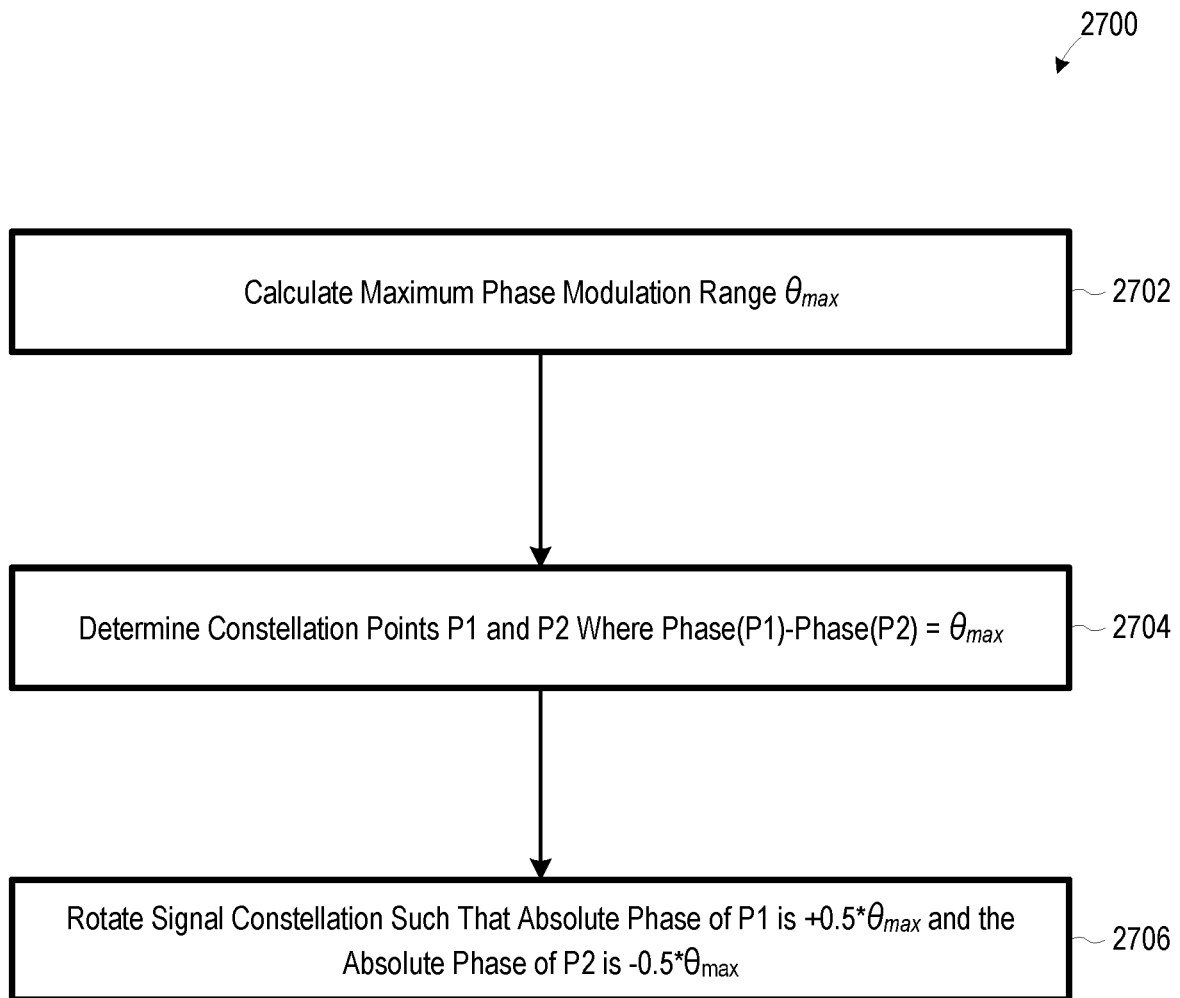 2700
Calculate Maximum Phase Modulation Range θmax
2702
Determine Constellation Points P1 and P2 Where Phase(P1)-Phase(P2) = θmax
2704
Rotate Signal Constellation Such That Absolute Phase of P1 is +0.5*θmax and the
Absolute Phase of P2 is -0.5*θmax
2706